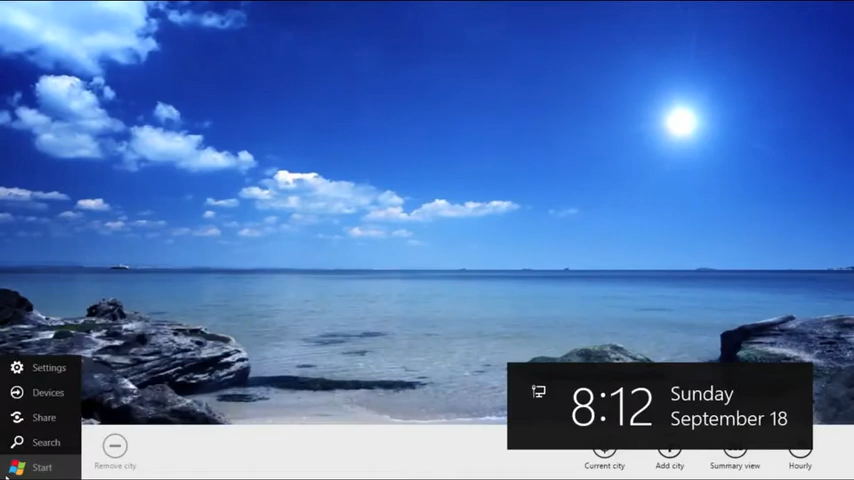 Settings
Devices
Share
Search
Start
8:12
Sunday
September 18
Remove city
Current city
Add city
Summary view
Hourly